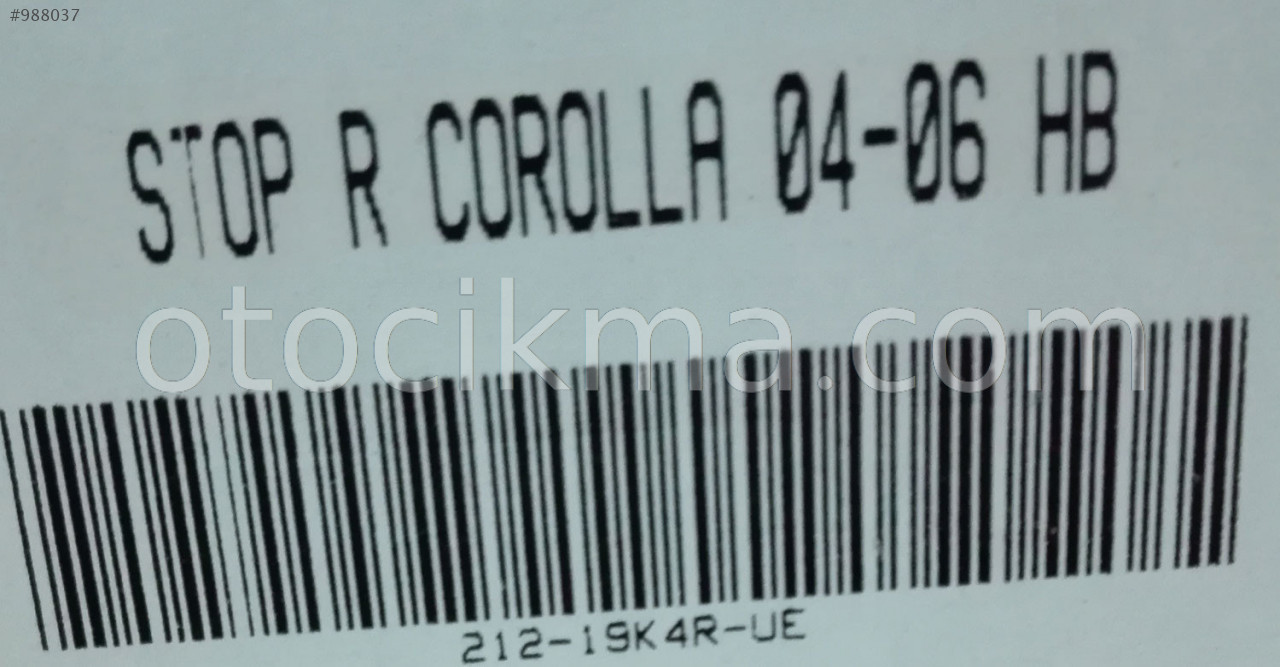 #988037
STOP R COROLLA 04-06 HB
otocikma.com
212-19K4R-UE